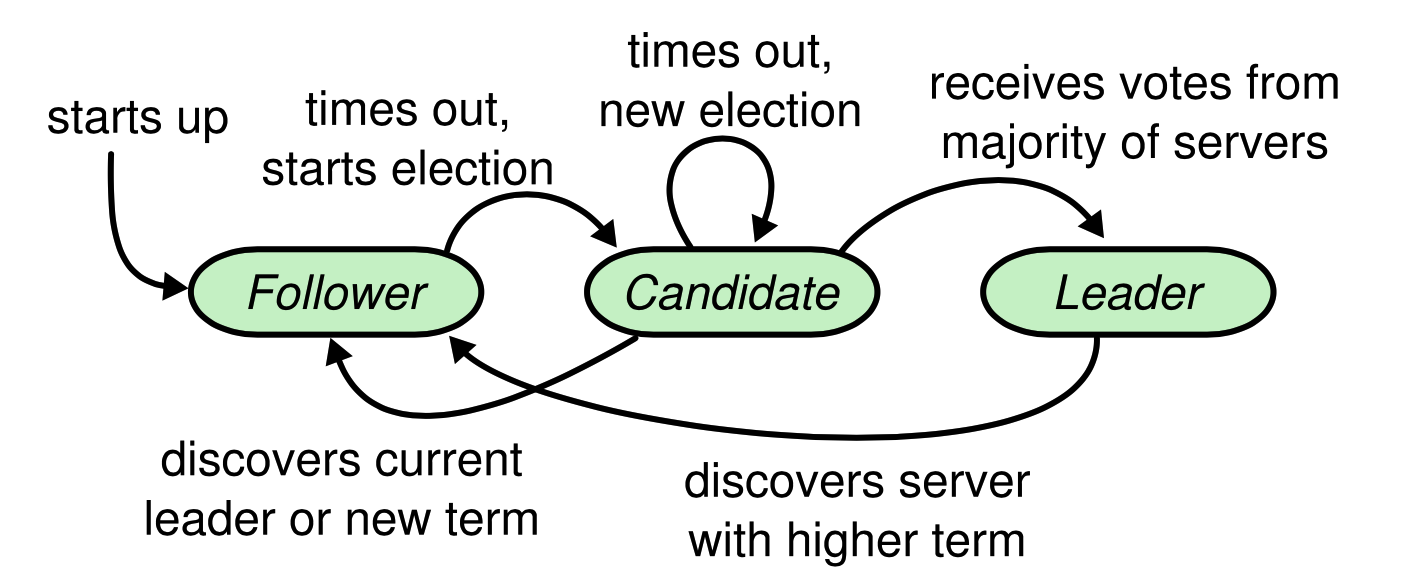 starts up
times out,
starts election
times out,
new election
receives votes from
majority of servers
Follower
Candidate
Leader
discovers current
leader or new term
discovers server
with higher term